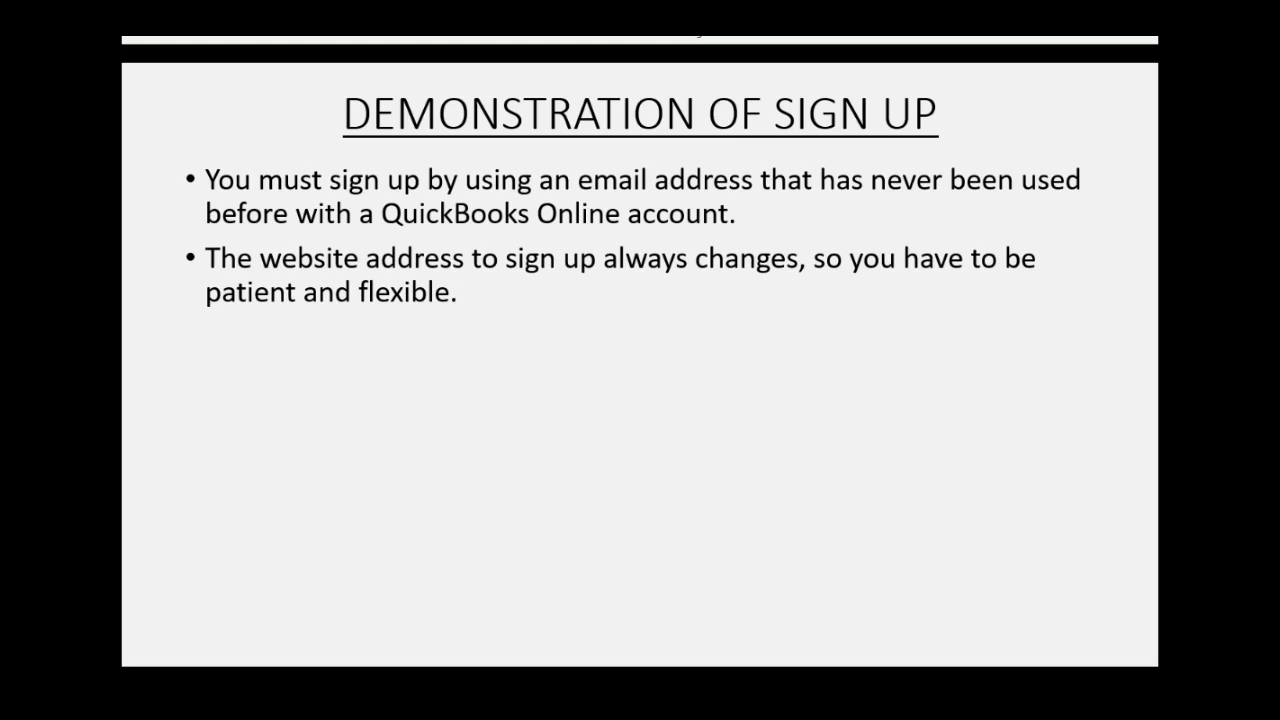 DEMONSTRATION OF SIGN UP
• You must sign up by using an email address that has never been used
before with a QuickBooks Online account.
• The website address to sign up always changes, so you have to be
patient and flexible.